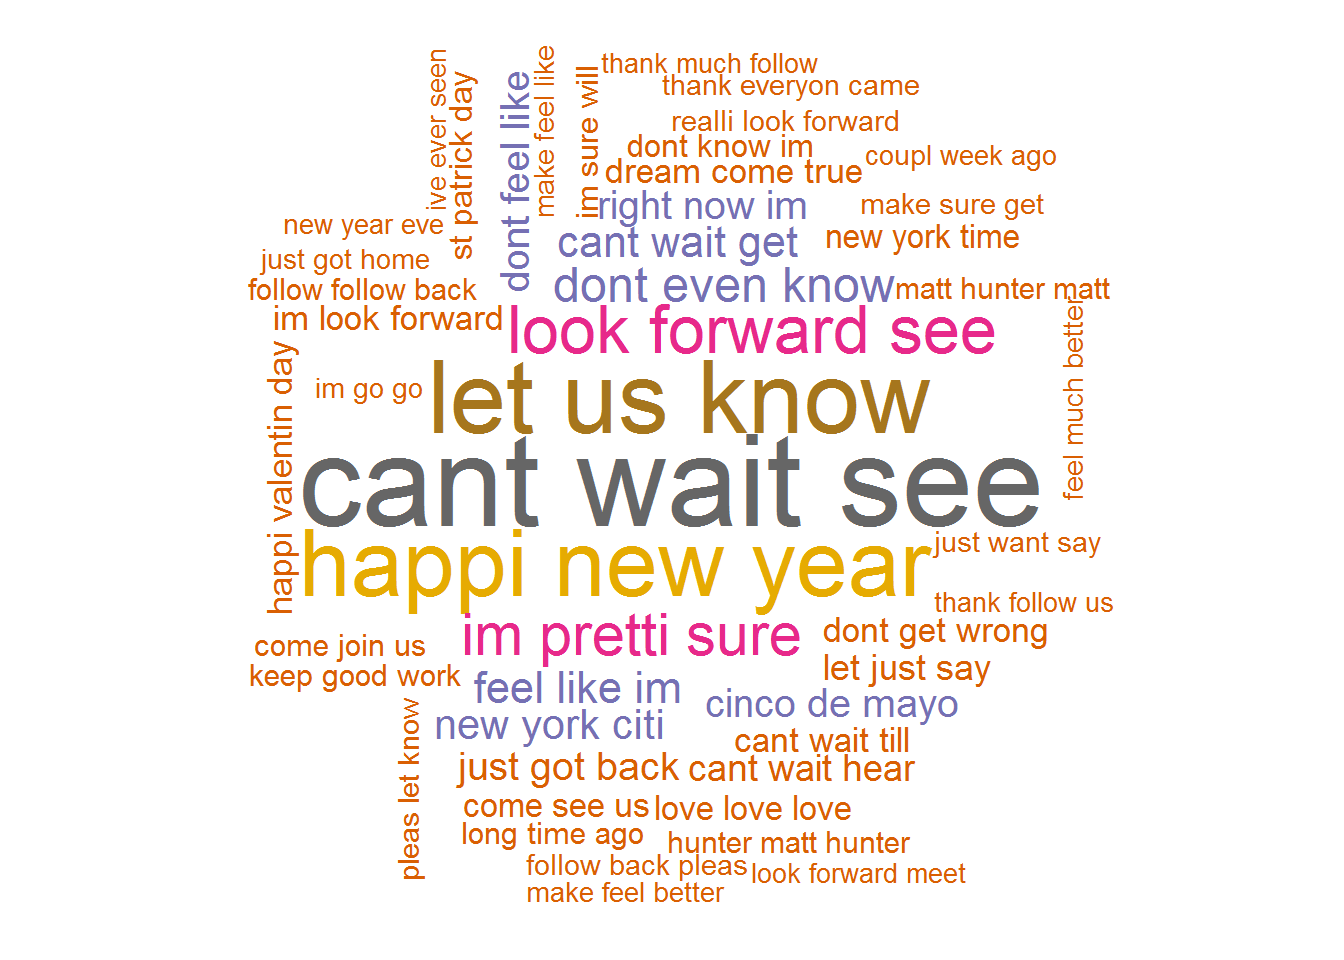 thank much follow
thank everyon came
ive ever seen
st patrick day
dont feel like
make feel like
im sure will
realli look forward
dont know im
coupl week ago
dream come true
right now im
make sure get
new year eve
cant wait get
new york time
just got home
dont even know
matt hunter matt
follow follow back
im look forward
look forward see
feel much better
happi valentin day
im go go
let us know
cant wait see
happi new year
just want say
thank follow us
im pretti sure
dont get wrong
come join us
let just say
keep good work
feel like im
cinco de mayo
new york citi
cant wait till
pleas let know
just got back
cant wait hear
come see us
love love love
long time ago
hunter matt hunter
follow back pleas
look forward meet
make feel better